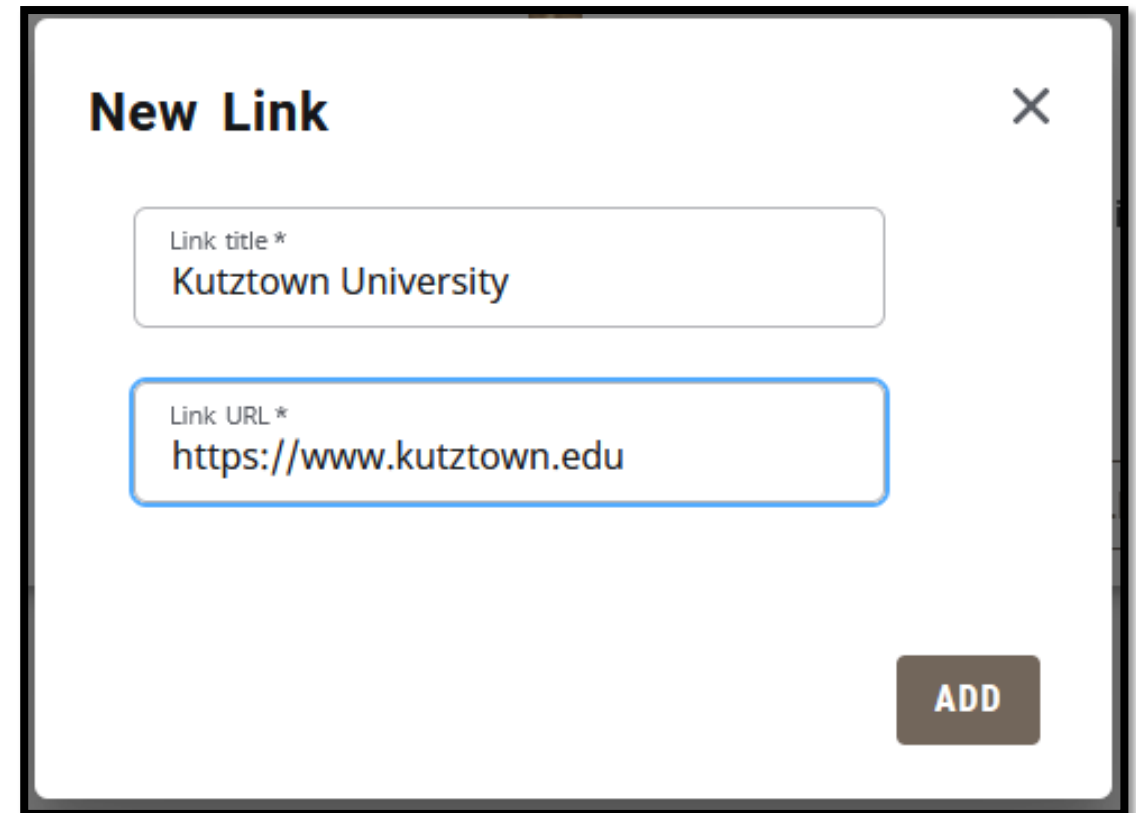 New Link
Link title *
Kutztown University
Link URL *
https://www.kutztown.edu
ADD